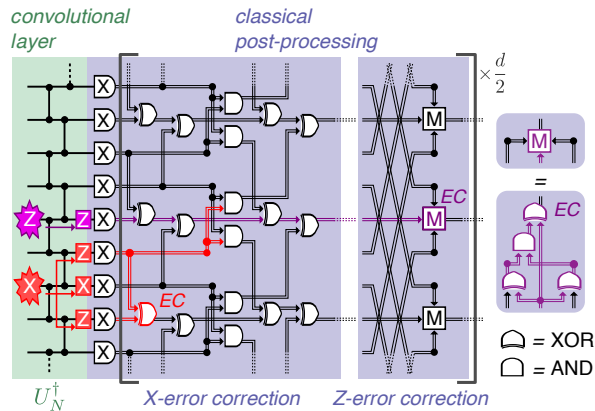 convolutional
layer
classical
post-processing
× d/2
X
X
X
X
Z
Z
X
Z
X
X
Z
X
X
EC
M
M
EC
M
M
=
EC
= XOR
= AND
U_N^†
X-error correction
Z-error correction